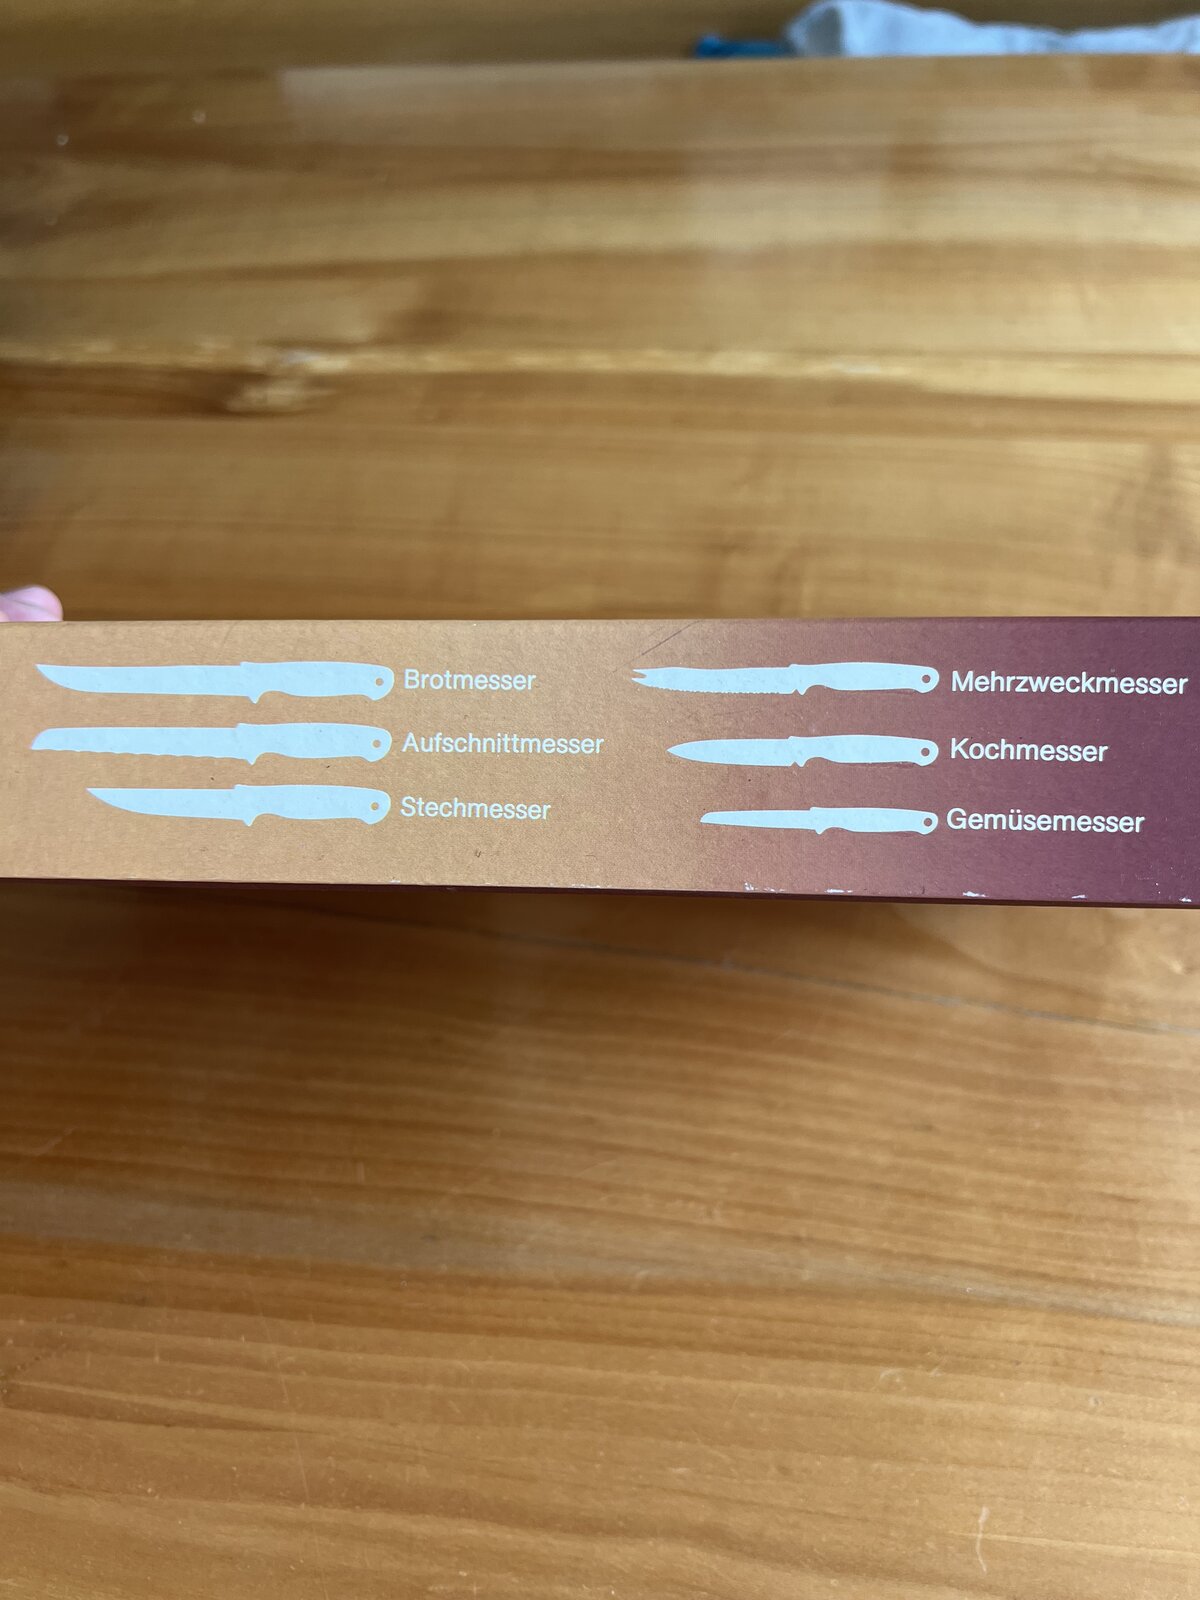 Brotmesser
Aufschnittmesser
Stechmesser
Mehrzweckmesser
Kochmesser
Gemüsemesser